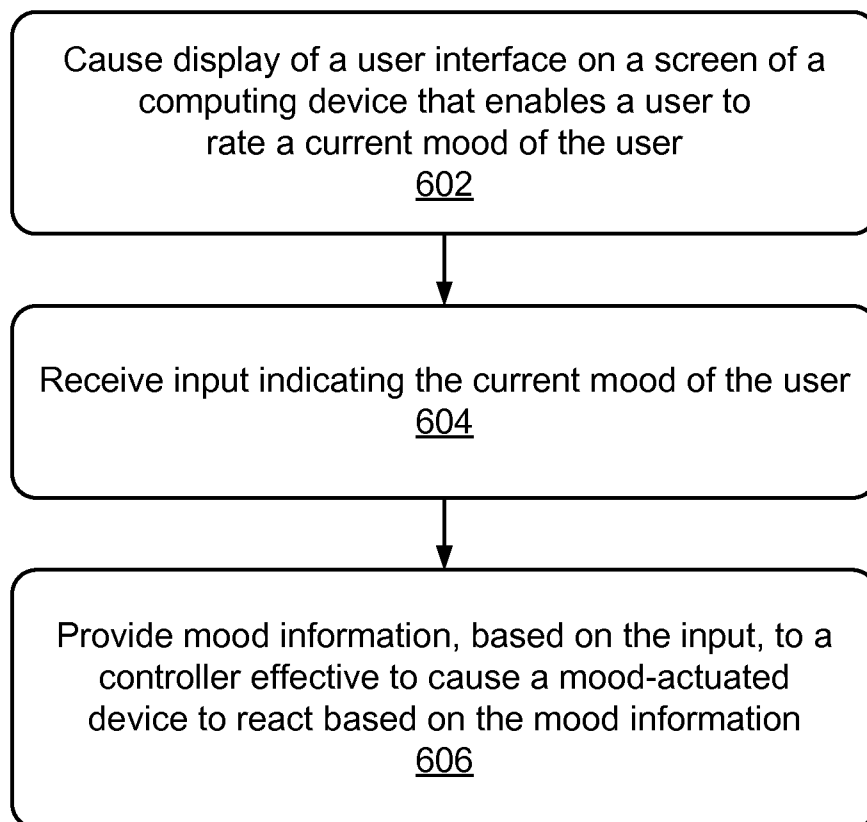 Cause display of a user interface on a screen of a
computing device that enables a user to
rate a current mood of the user
602
Receive input indicating the current mood of the user
604
Provide mood information, based on the input, to a
controller effective to cause a mood-actuated
device to react based on the mood information
606